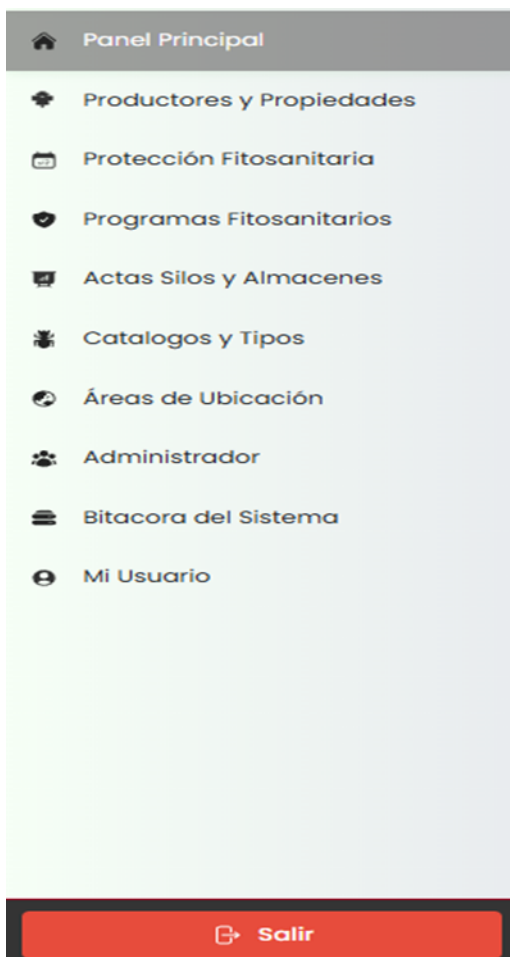 Panel Principal
Productores y Propiedades
Protección Fitosanitaria
Programas Fitosanitarios
Actas Silos y Almacenes
Catalogos y Tipos
Áreas de Ubicación
Administrador
Bitacora del Sistema
Mi Usuario
Salir